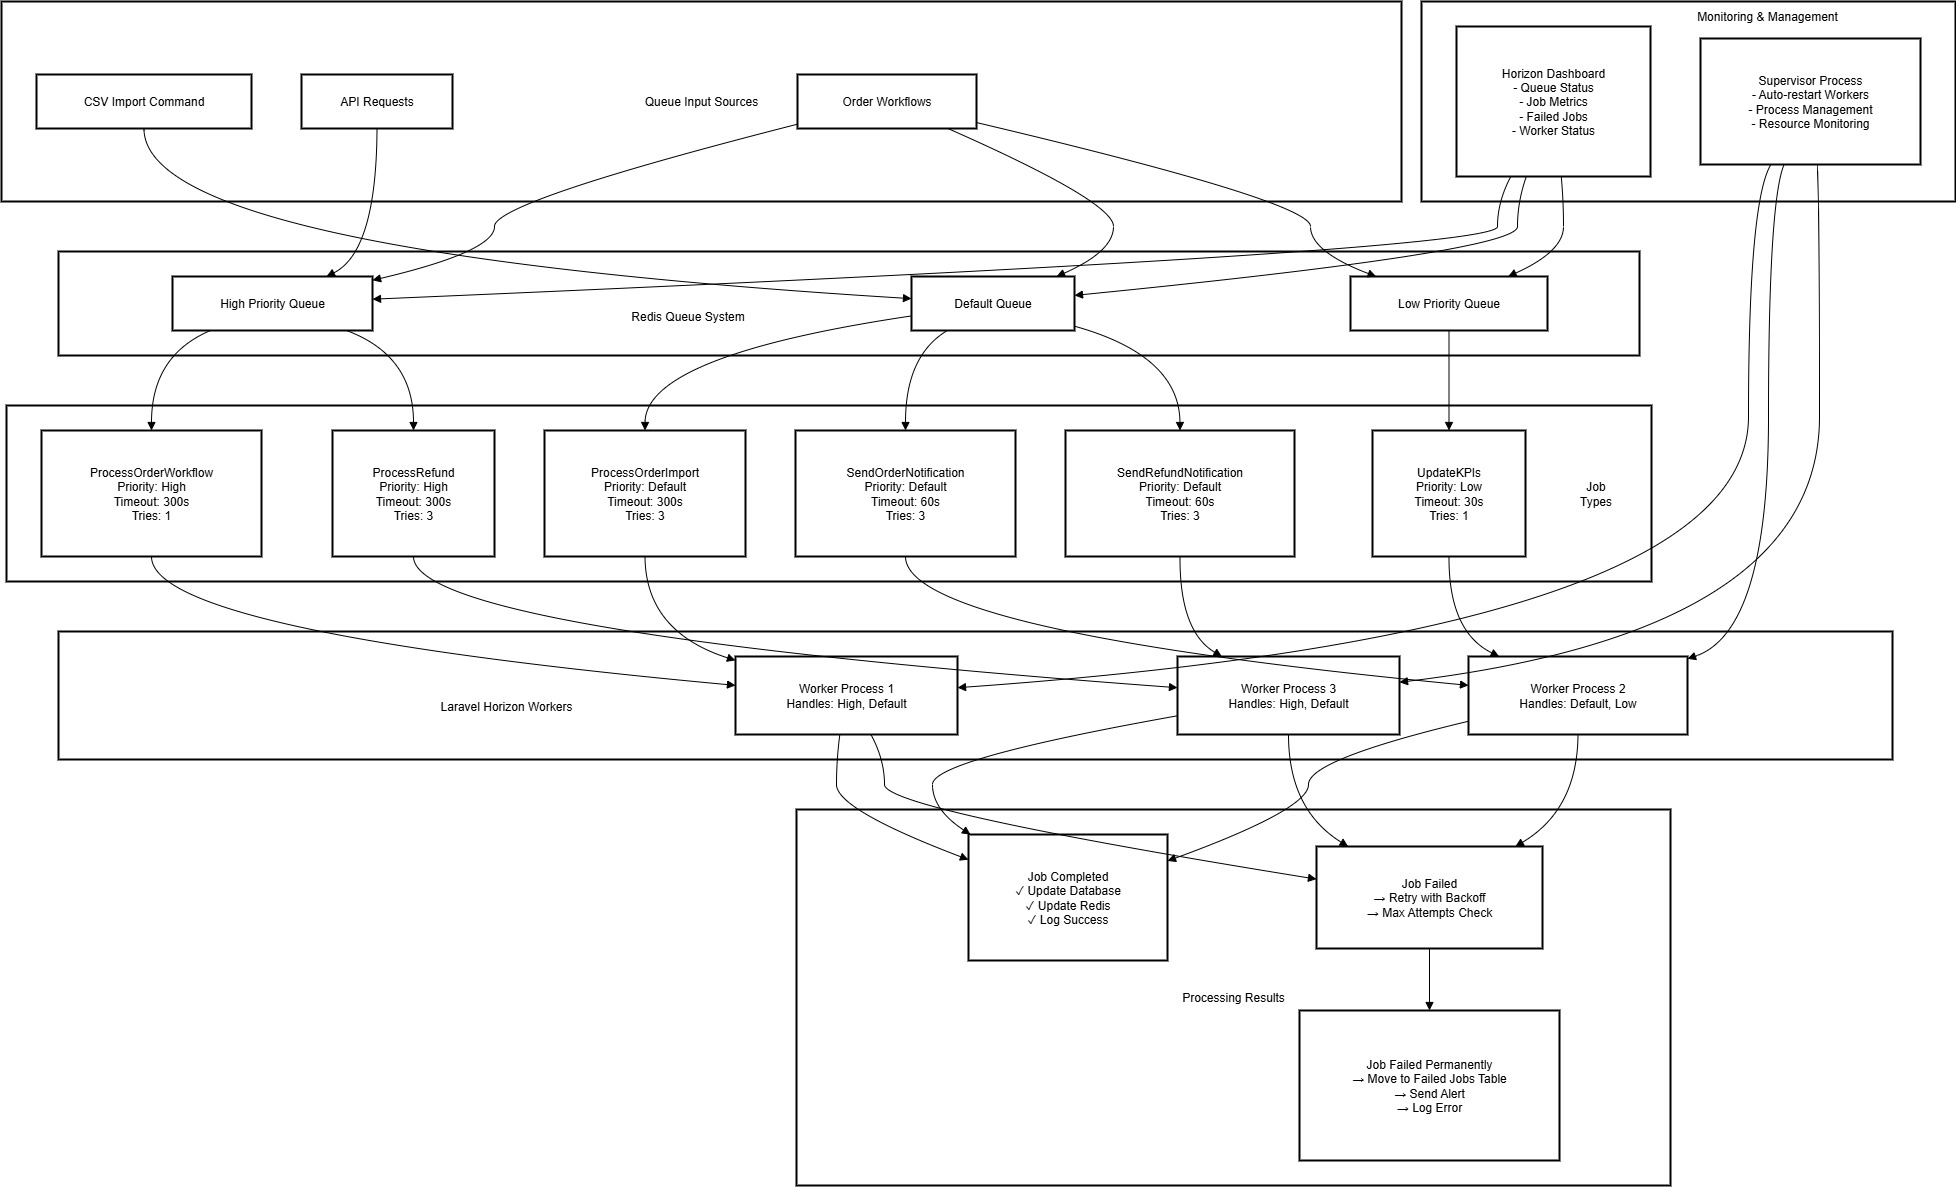 Monitoring & Management
CSV Import Command
API Requests
Queue Input Sources
Order Workflows
Horizon Dashboard
- Queue Status
- Job Metrics
- Failed Jobs
- Worker Status
Supervisor Process
- Auto-restart Workers
- Process Management
- Resource Monitoring
High Priority Queue
Redis Queue System
Default Queue
Low Priority Queue
ProcessOrderWorkflow
Priority: High
Timeout: 300s
Tries: 1
ProcessRefund
Priority: High
Timeout: 300s
Tries: 3
ProcessOrderImport
Priority: Default
Timeout: 300s
Tries: 3
SendOrderNotification
Priority: Default
Timeout: 60s
Tries: 3
SendRefundNotification
Priority: Default
Timeout: 60s
Tries: 3
UpdateKPIs
Priority: Low
Timeout: 30s
Tries: 1
Job
Types
Laravel Horizon Workers
Worker Process 1
Handles: High, Default
Worker Process 3
Handles: High, Default
Worker Process 2
Handles: Default, Low
Job Completed
✓ Update Database
✓ Update Redis
✓ Log Success
Job Failed
→ Retry with Backoff
→ Max Attempts Check
Processing Results
Job Failed Permanently
→ Move to Failed Jobs Table
→ Send Alert
→ Log Error